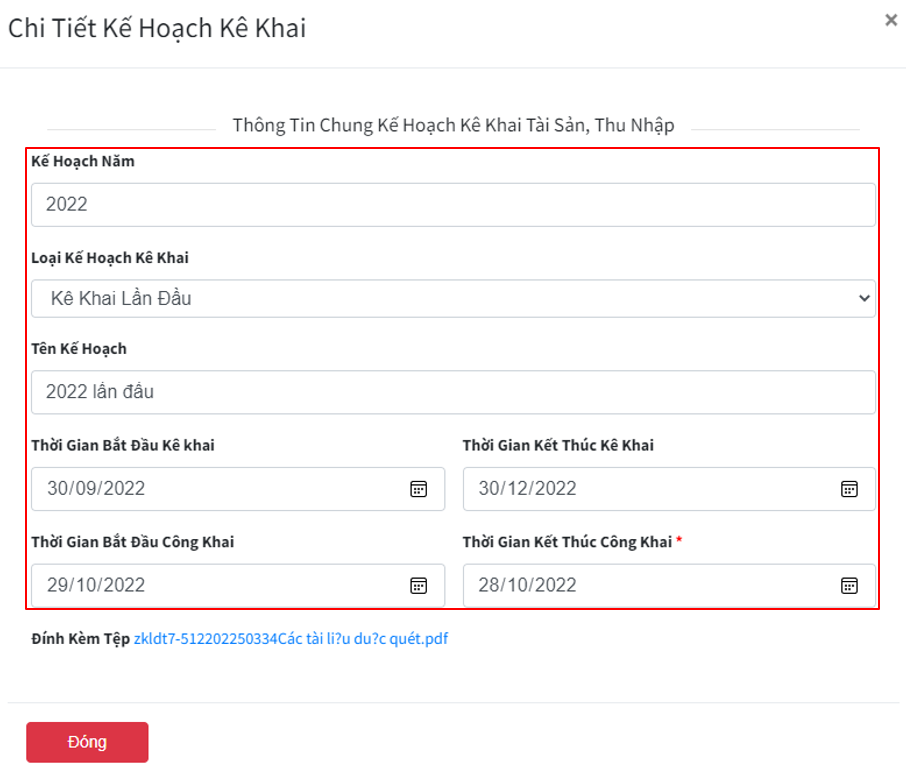 Chi Tiết Kế Hoạch Kê Khai ×
Thông Tin Chung Kế Hoạch Kê Khai Tài Sản, Thu Nhập
Kế Hoạch Năm
2022
Loại Kế Hoạch Kê Khai
Kê Khai Lần Đầu
Tên Kế Hoạch
2022 lần đầu
Thời Gian Bắt Đầu Kê khai Thời Gian Kết Thúc Kê Khai
30/09/2022 30/12/2022
Thời Gian Bắt Đầu Công Khai Thời Gian Kết Thúc Công Khai *
29/10/2022 28/10/2022
Đính Kèm Tệp zkldt7-512202250334Các tài li?u du?c quét.pdf
Đóng